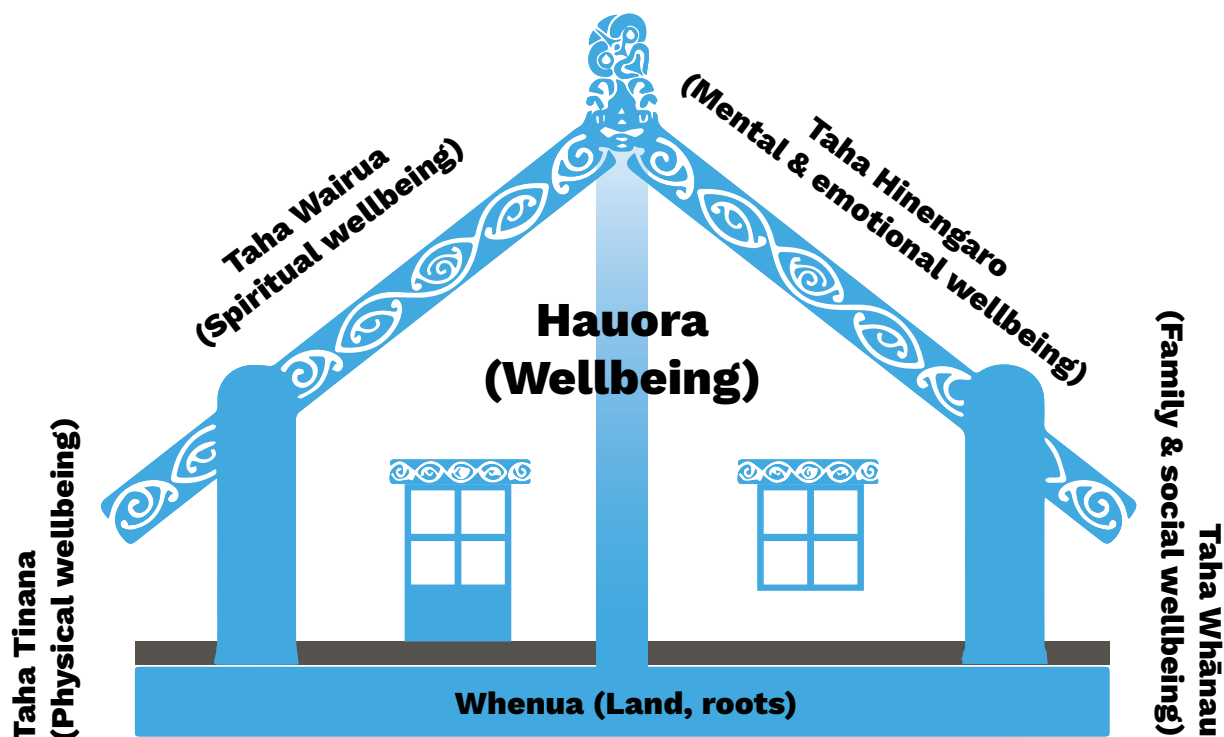 Taha Wairua
(Spiritual wellbeing)
Taha Hinengaro
(Mental & emotional wellbeing)
Hauora
(Wellbeing)
Taha Tinana
(Physical wellbeing)
Taha Whānau
(Family & social wellbeing)
Whenua (Land, roots)